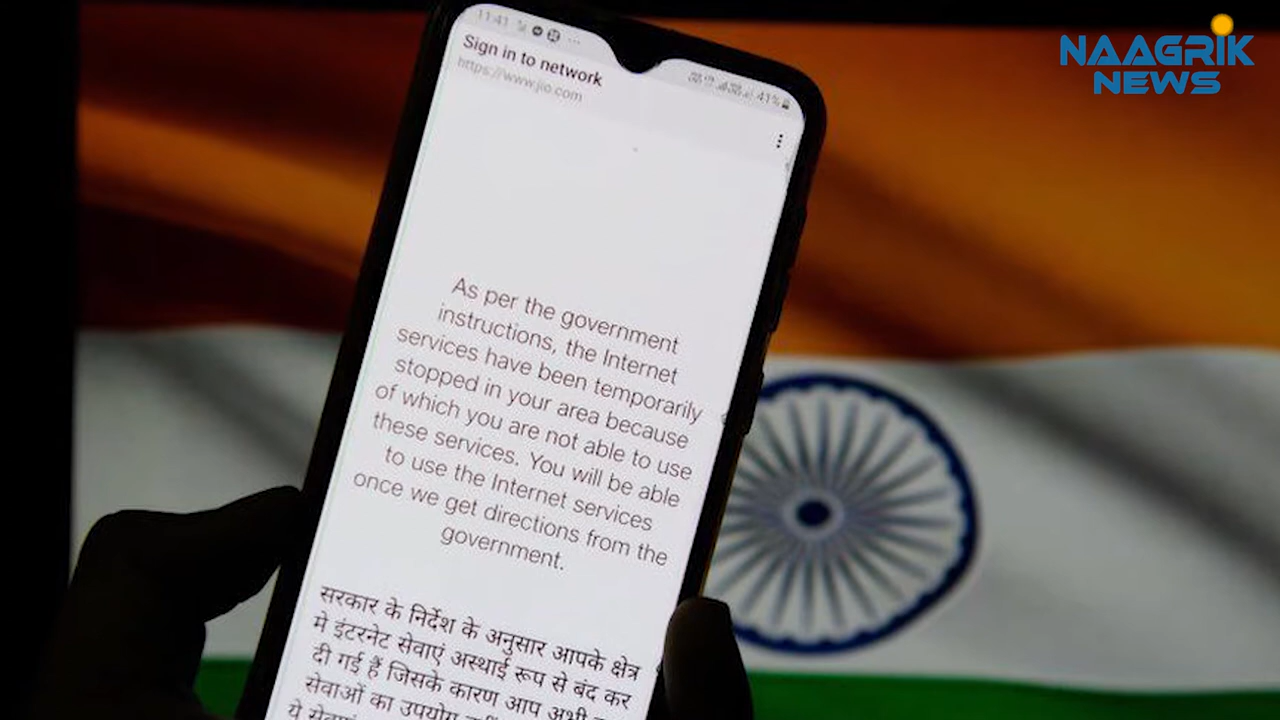 NAAGRIK
NEWS
11:41
41%
Sign in to network
https://www.jio.com
As per the government
instructions, the Internet
services have been temporarily
stopped in your area because
of which you are not able to use
these services. You will be able
to use the Internet services
once we get directions from the
government.
सरकार के निर्देश के अनुसार आपके क्षेत्र
मे इंटरनेट सेवाएं अस्थाई रूप से बंद कर
दी गई हैं जिसके कारण आप अभी
सेवाओं का उपयोग